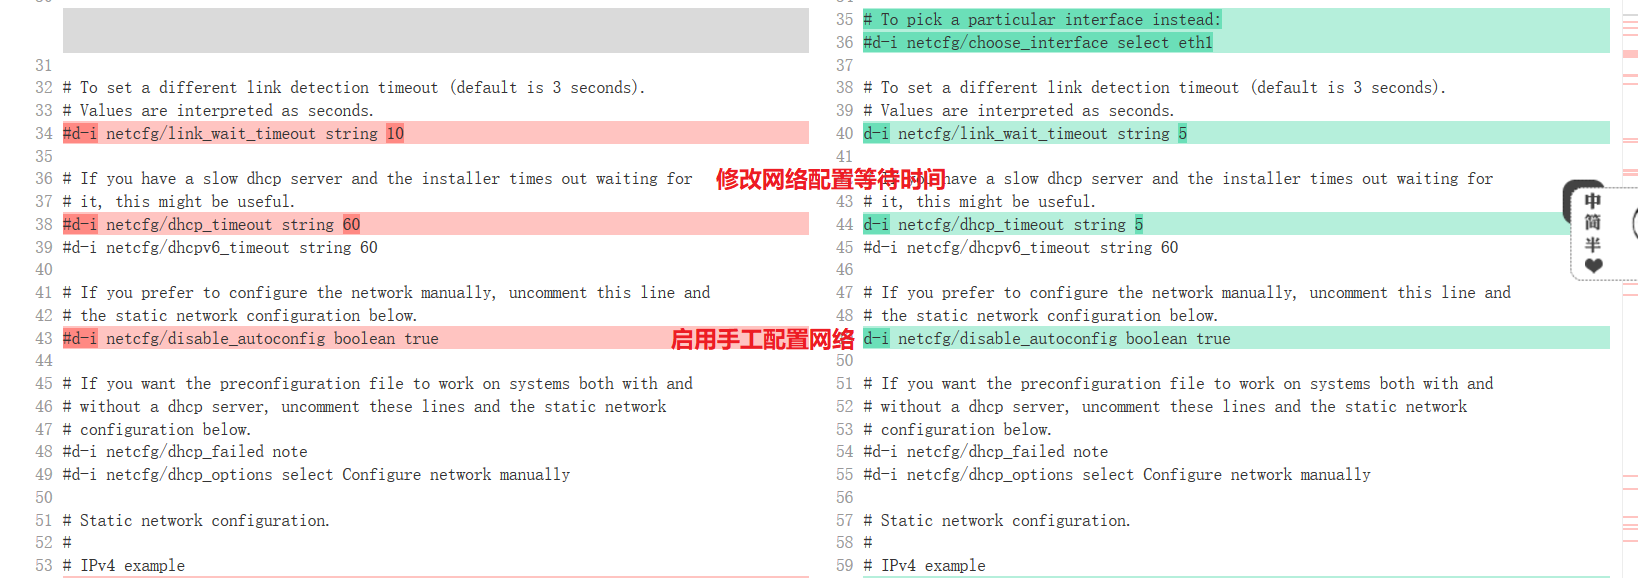 35 # To pick a particular interface instead:
36 #d-i netcfg/choose_interface select eth1
31
32 # To set a different link detection timeout (default is 3 seconds).
33 # Values are interpreted as seconds.
34 #d-i netcfg/link_wait_timeout string 10
35
36 # If you have a slow dhcp server and the installer times out waiting for
37 # it, this might be useful.
38 #d-i netcfg/dhcp_timeout string 60
39 #d-i netcfg/dhcpv6_timeout string 60
40
41 # If you prefer to configure the network manually, uncomment this line and
42 # the static network configuration below.
43 #d-i netcfg/disable_autoconfig boolean true
44
45 # If you want the preconfiguration file to work on systems both with and
46 # without a dhcp server, uncomment these lines and the static network
47 # configuration below.
48 #d-i netcfg/dhcp_failed note
49 #d-i netcfg/dhcp_options select Configure network manually
50
51 # Static network configuration.
52 #
53 # IPv4 example
修改网络配置等待时间
启用手工配置网络
37
38 # To set a different link detection timeout (default is 3 seconds).
39 # Values are interpreted as seconds.
40 d-i netcfg/link_wait_timeout string 5
41
have a slow dhcp server and the installer times out waiting for
43 # it, this might be useful.
44 d-i netcfg/dhcp_timeout string 5
45 #d-i netcfg/dhcpv6_timeout string 60
46
47 # If you prefer to configure the network manually, uncomment this line and
48 # the static network configuration below.
d-i netcfg/disable_autoconfig boolean true
50
51 # If you want the preconfiguration file to work on systems both with and
52 # without a dhcp server, uncomment these lines and the static network
53 # configuration below.
54 #d-i netcfg/dhcp_failed note
55 #d-i netcfg/dhcp_options select Configure network manually
56
57 # Static network configuration.
58 #
59 # IPv4 example
中
简
半